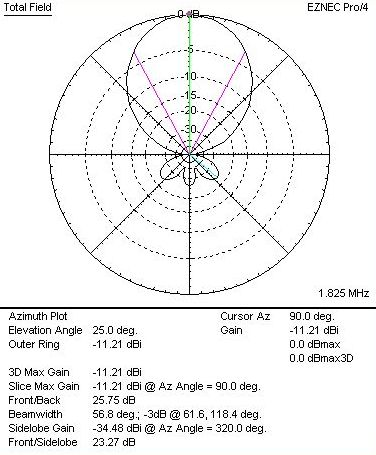 Total Field
EZNEC Pro/4
0 dB
-5
-10
-15
-20
-30
1.825 MHz
Azimuth Plot
Cursor Az 90.0 deg.
Elevation Angle 25.0 deg.
Gain -11.21 dBi
Outer Ring -11.21 dBi
0.0 dBmax
0.0 dBmax3D
3D Max Gain -11.21 dBi
Slice Max Gain -11.21 dBi @ Az Angle = 90.0 deg.
Front/Back 25.75 dB
Beamwidth 56.8 deg.; -3dB @ 61.6, 118.4 deg.
Sidelobe Gain -34.48 dBi @ Az Angle = 320.0 deg.
Front/Sidelobe 23.27 dB